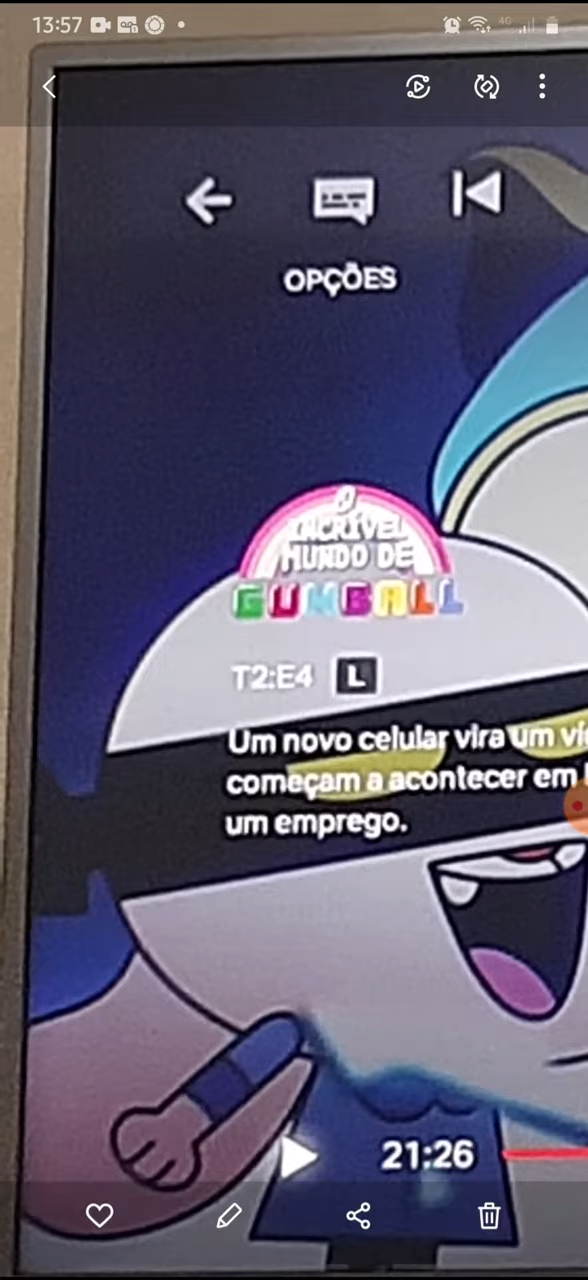 13:57
4G
OPÇÕES
O
INCRÍVEL
MUNDO DE
GUMBALL
T2:E4 L
Um novo celular vira um
começam a acontecer em
um emprego.
21:26